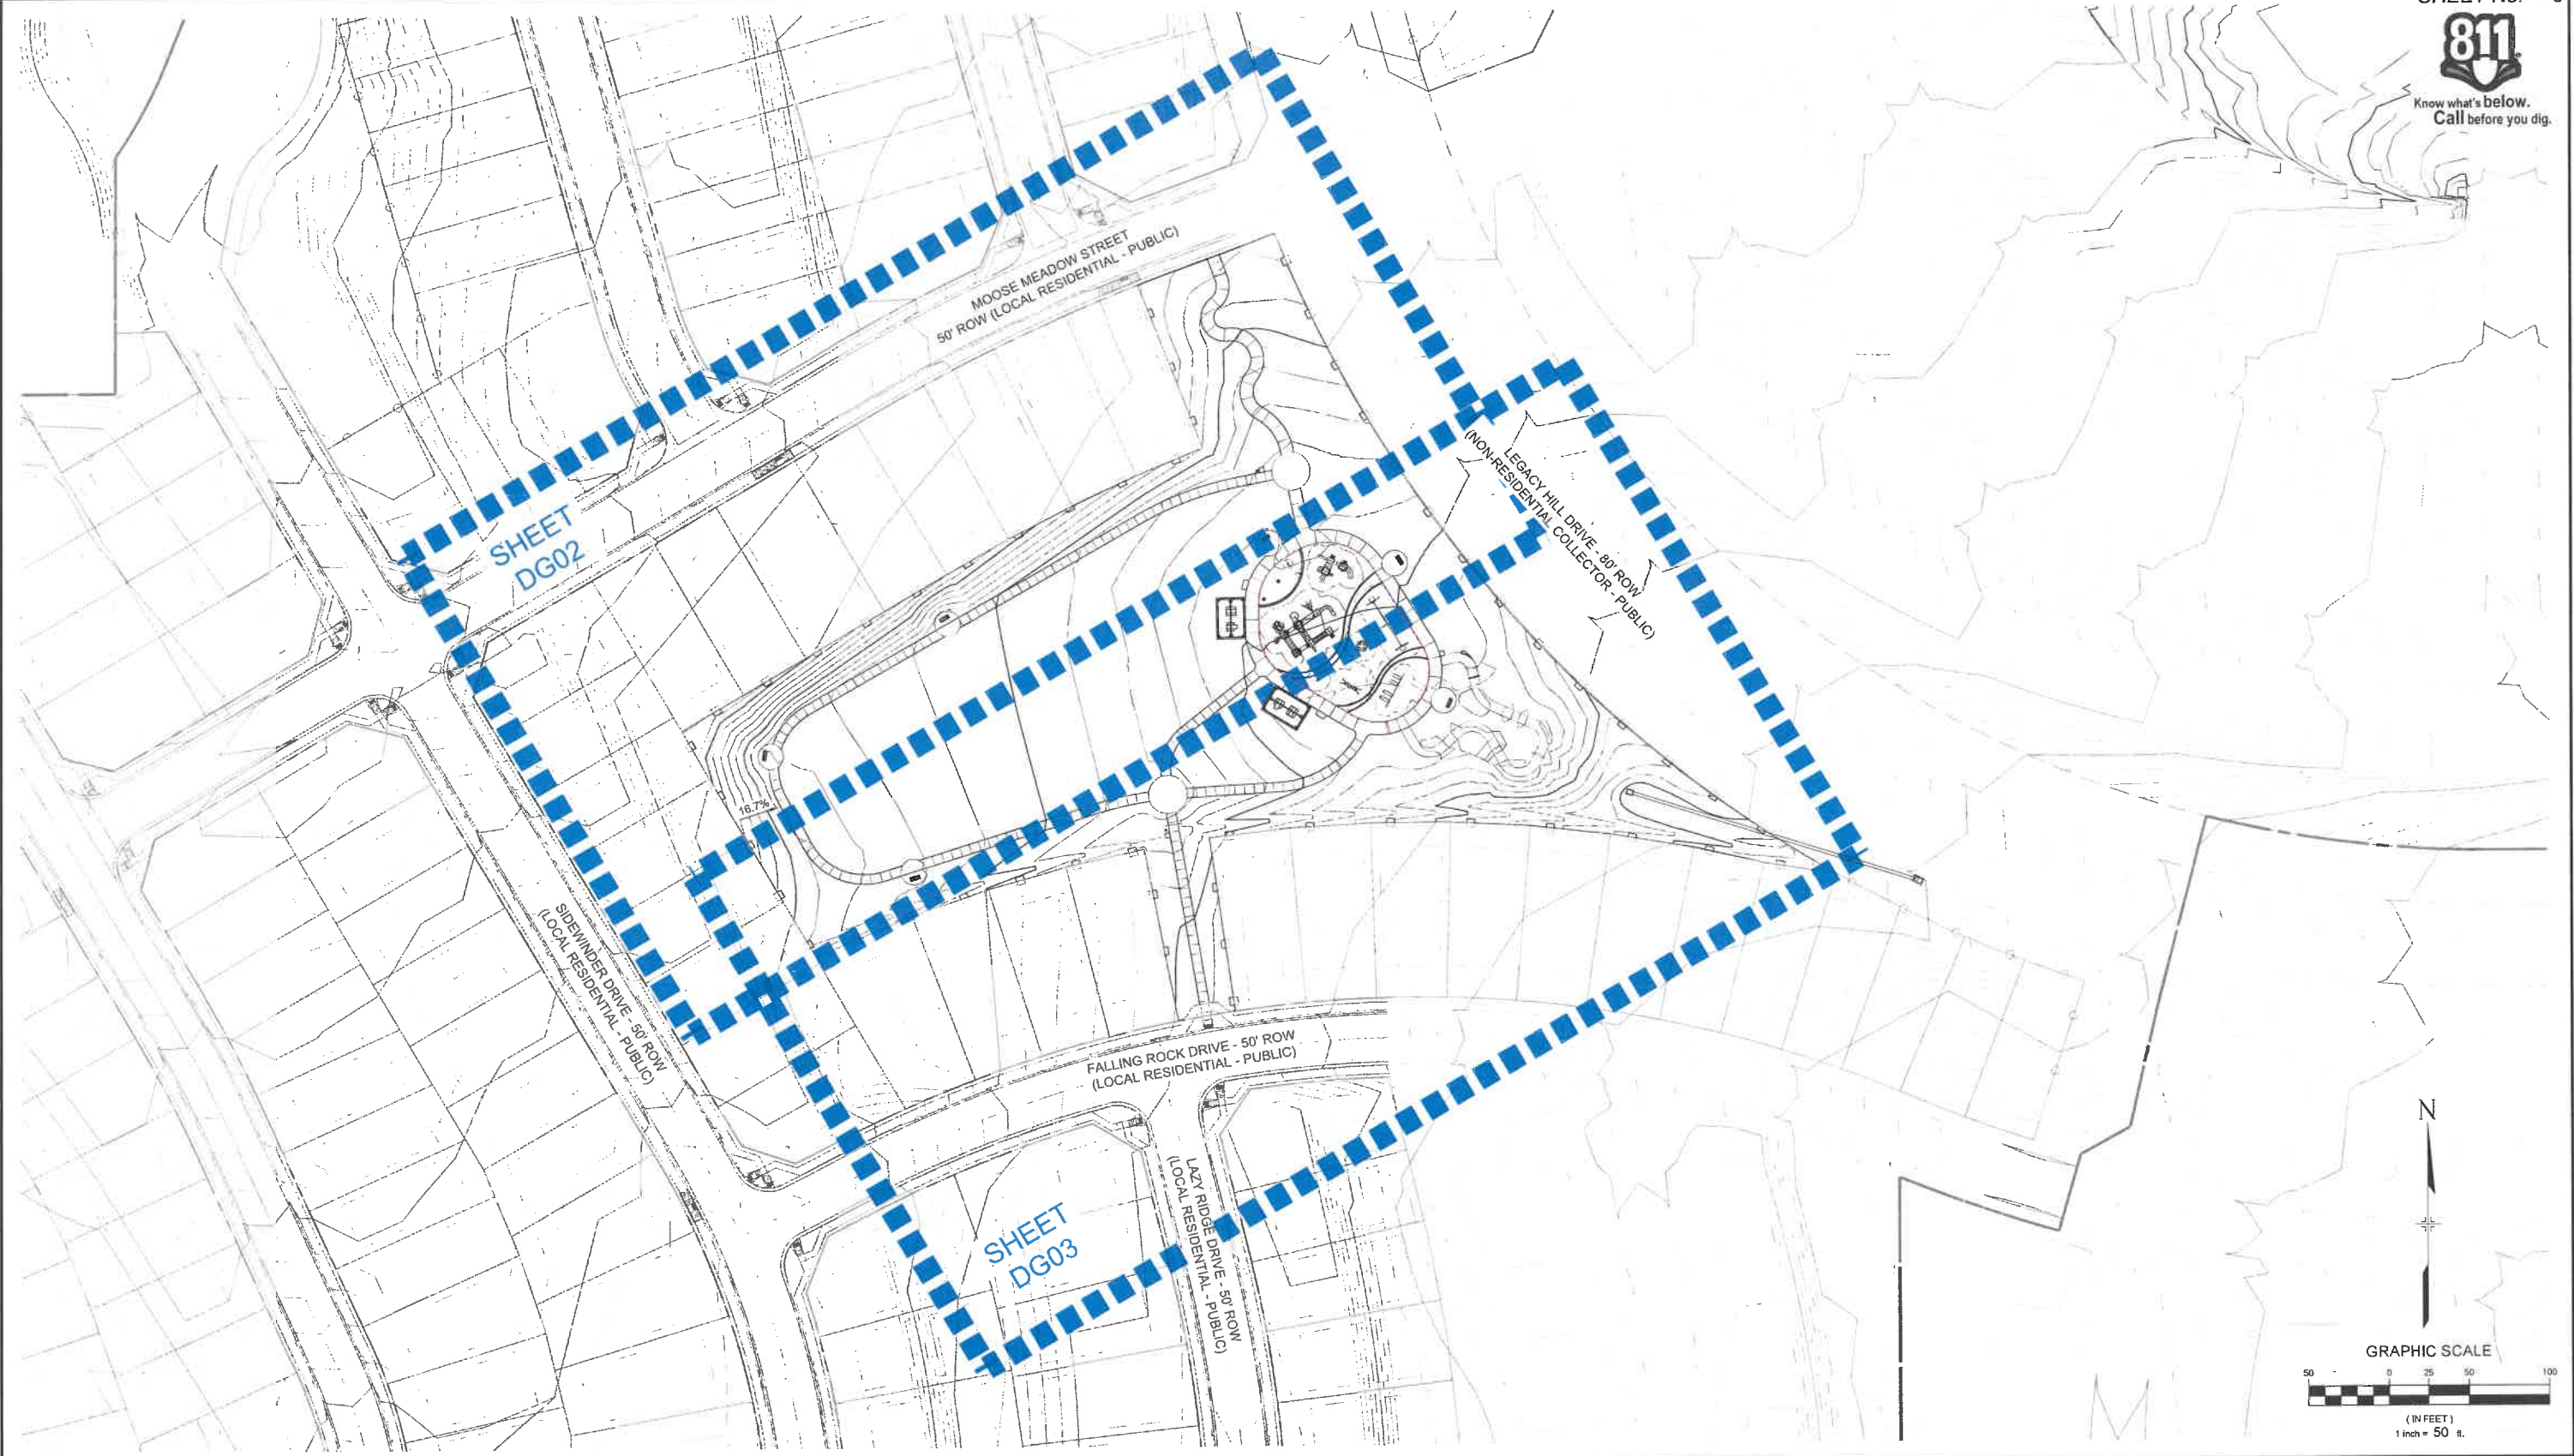 811
Know what's below.
Call before you dig.
MOOSE MEADOW STREET
50' ROW (LOCAL RESIDENTIAL - PUBLIC)
LEGACY HILL DRIVE - 80' ROW
(NON-RESIDENTIAL COLLECTOR - PUBLIC)
SHEET
DG02
16.7%
SIDEWINDER DRIVE - 50' ROW
(LOCAL RESIDENTIAL - PUBLIC)
FALLING ROCK DRIVE - 50' ROW
(LOCAL RESIDENTIAL - PUBLIC)
LAZY RIDGE DRIVE - 50' ROW
(LOCAL RESIDENTIAL - PUBLIC)
SHEET
DG03
N
GRAPHIC SCALE
50 0 25 50 100
( IN FEET )
1 inch = 50 ft.